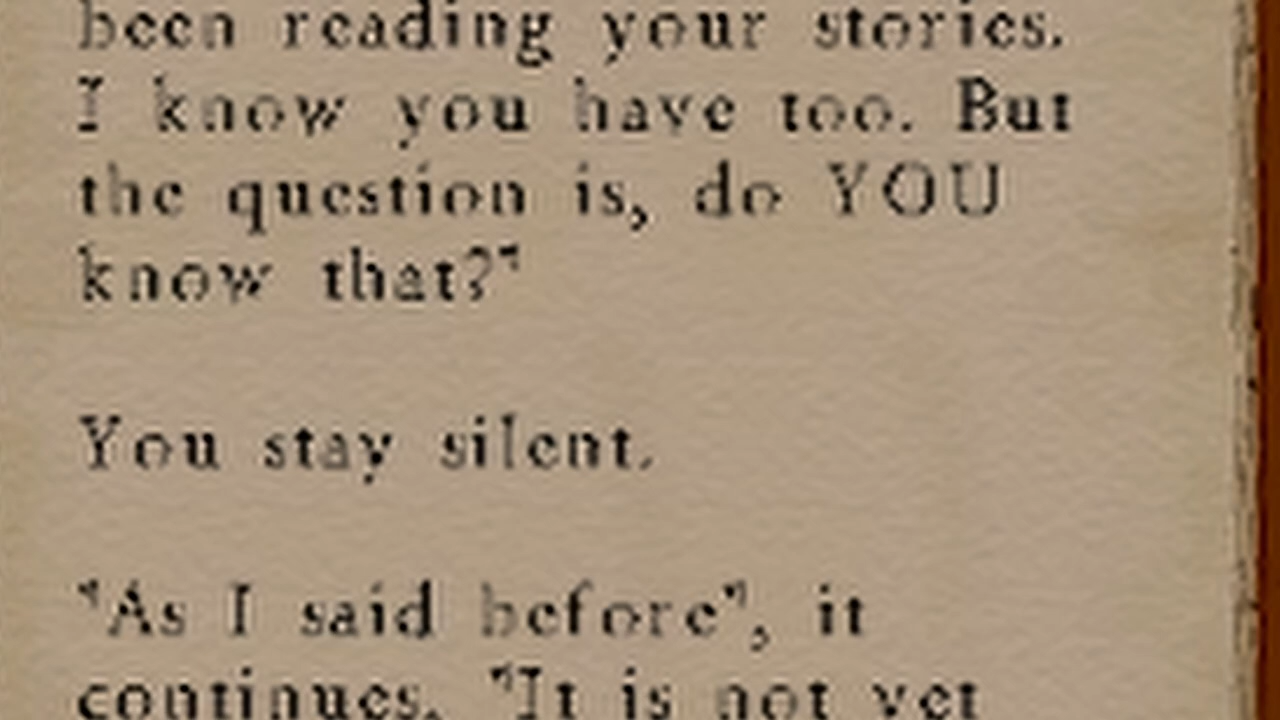 been reading your stories.
I know you have too. But
the question is, do YOU
know that?"
You stay silent.
"As I said before", it
continues. "It is not yet